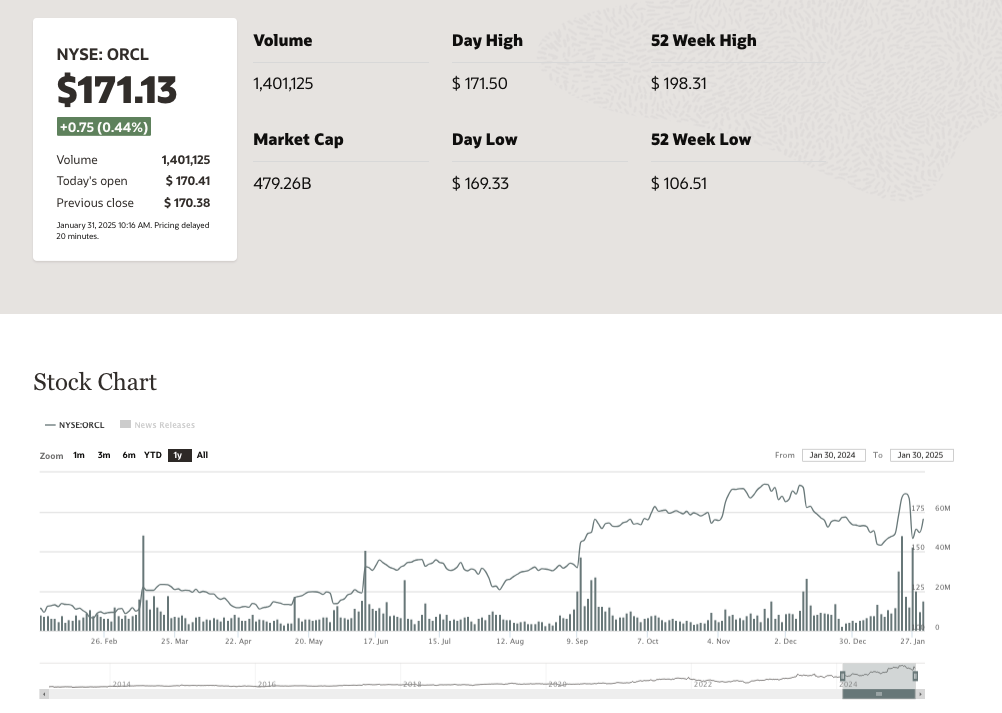 NYSE: ORCL
$171.13
+0.75 (0.44%)
Volume 1,401,125
Today's open $ 170.41
Previous close $ 170.38
January 31, 2025 10:16 AM. Pricing delayed
20 minutes.
Volume Day High 52 Week High
1,401,125 $ 171.50 $ 198.31
Market Cap Day Low 52 Week Low
479.26B $ 169.33 $ 106.51
Stock Chart
NYSE:ORCL News Releases
Zoom 1m 3m 6m YTD 1y All From Jan 30, 2024 To Jan 30, 2025
175 60M
150 40M
125 20M
100 0
26. Feb 25. Mar 22. Apr 20. May 17. Jun 15. Jul 12. Aug 9. Sep 7. Oct 4. Nov 2. Dec 30. Dec 27. Jan
2014 2016 2018 2020 2022 2024